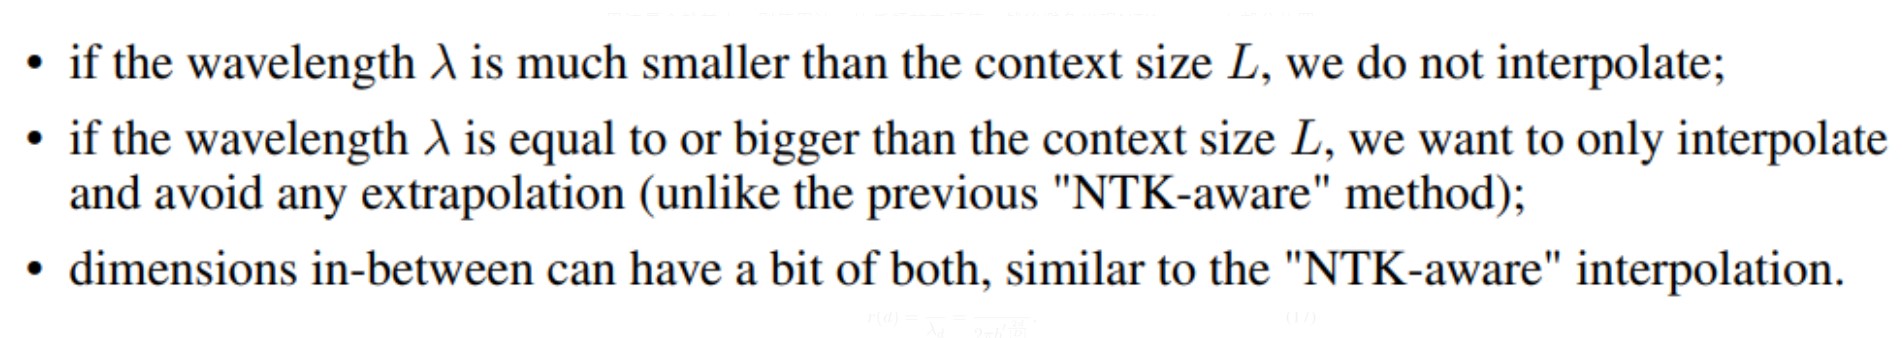 • if the wavelength λ is much smaller than the context size L, we do not interpolate;
• if the wavelength λ is equal to or bigger than the context size L, we want to only interpolate
and avoid any extrapolation (unlike the previous "NTK-aware" method);
• dimensions in-between can have a bit of both, similar to the "NTK-aware" interpolation.